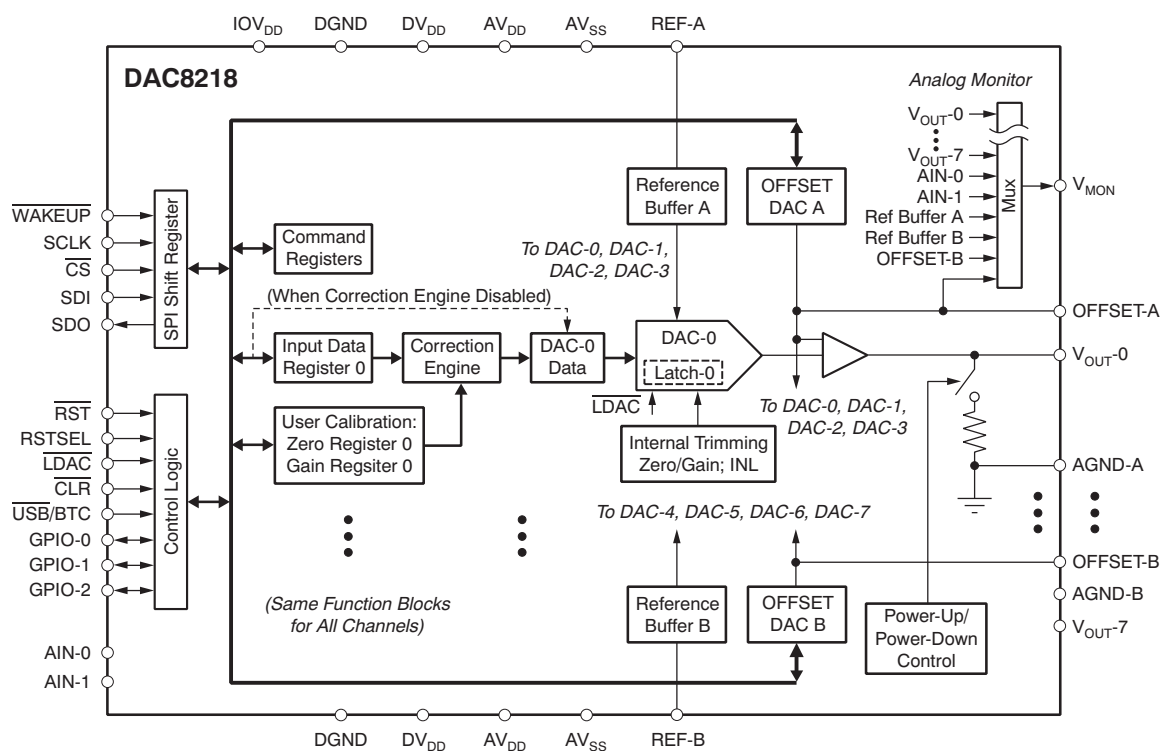 IOVDD DGND DVDD AVDD AVSS REF-A
DAC8218
Analog Monitor
VOUT-0
VOUT-7
AIN-0
AIN-1
Ref Buffer A
Ref Buffer B
OFFSET-B
Mux
VMON
Reference
Buffer A
OFFSET
DAC A
WAKEUP
SCLK
CS
SDI
SDO
SPI Shift Register
Command
Registers
To DAC-0, DAC-1,
DAC-2, DAC-3
(When Correction Engine Disabled)
OFFSET-A
Input Data
Register 0
Correction
Engine
DAC-0
Data
DAC-0
Latch-0
VOUT-0
LDAC
To DAC-0, DAC-1,
DAC-2, DAC-3
RST
RSTSEL
LDAC
CLR
USB/BTC
GPIO-0
GPIO-1
GPIO-2
Control Logic
User Calibration:
Zero Register 0
Gain Regsiter 0
Internal Trimming
Zero/Gain; INL
AGND-A
To DAC-4, DAC-5, DAC-6, DAC-7
OFFSET-B
(Same Function Blocks
for All Channels)
Reference
Buffer B
OFFSET
DAC B
Power-Up/
Power-Down
Control
AGND-B
VOUT-7
AIN-0
AIN-1
DGND DVDD AVDD AVSS REF-B